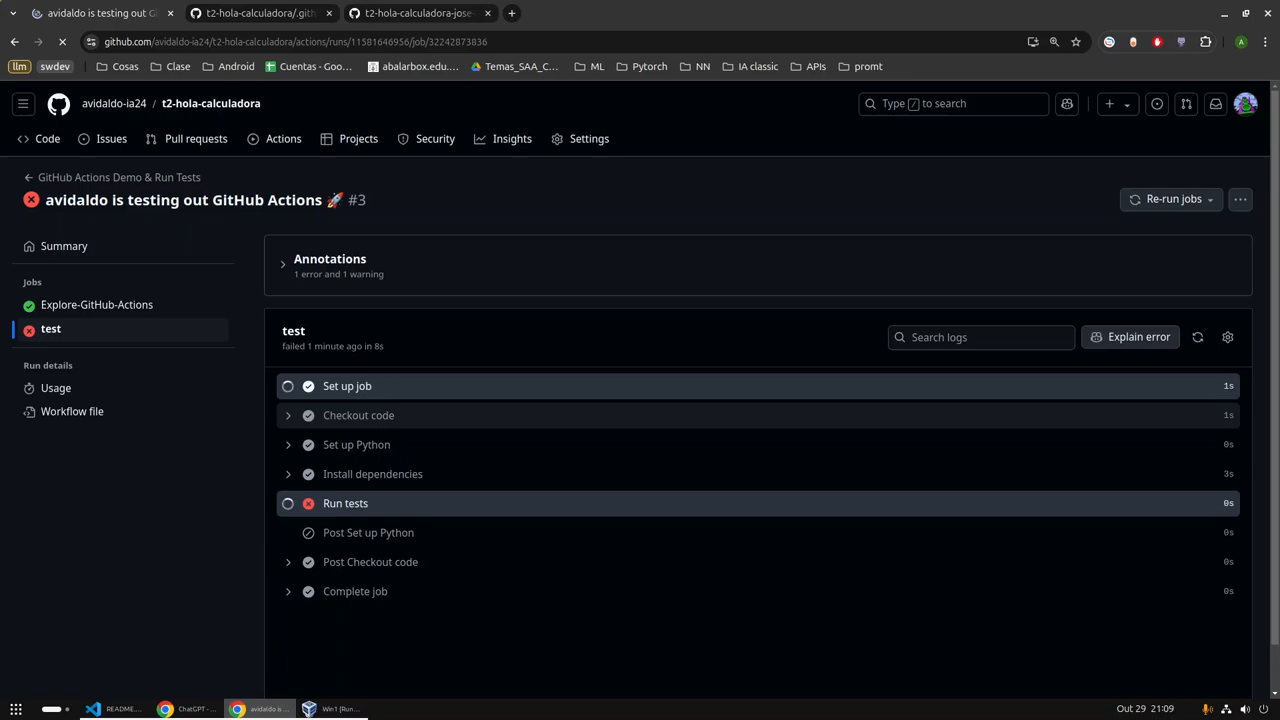 avidaldo is testing out GitH
t2-hola-calculadora/.gith
t2-hola-calculadora-jose
github.com/avidaldo-ia24/t2-hola-calculadora/actions/runs/11581646956/job/32242873836
A
llm swdev Cosas Clase Android Cuentas - Goo... abalarbox.edu.... Temas_SAA_C... ML Pytorch NN IA classic APIs promt
avidaldo-ia24 / t2-hola-calculadora
Type / to search
Code Issues Pull requests Actions Projects Security Insights Settings
GitHub Actions Demo & Run Tests
avidaldo is testing out GitHub Actions 🚀 #3
Re-run jobs
Summary
Jobs
Explore-GitHub-Actions
test
Run details
Usage
Workflow file
Annotations
1 error and 1 warning
test
failed 1 minute ago in 8s
Search logs
Explain error
Set up job 1s
Checkout code 1s
Set up Python 0s
Install dependencies 3s
Run tests 0s
Post Set up Python 0s
Post Checkout code 0s
Complete job 0s
README....
ChatGPT - ...
avidaldo is ...
Win1 [Run...
Oct 29 21:09